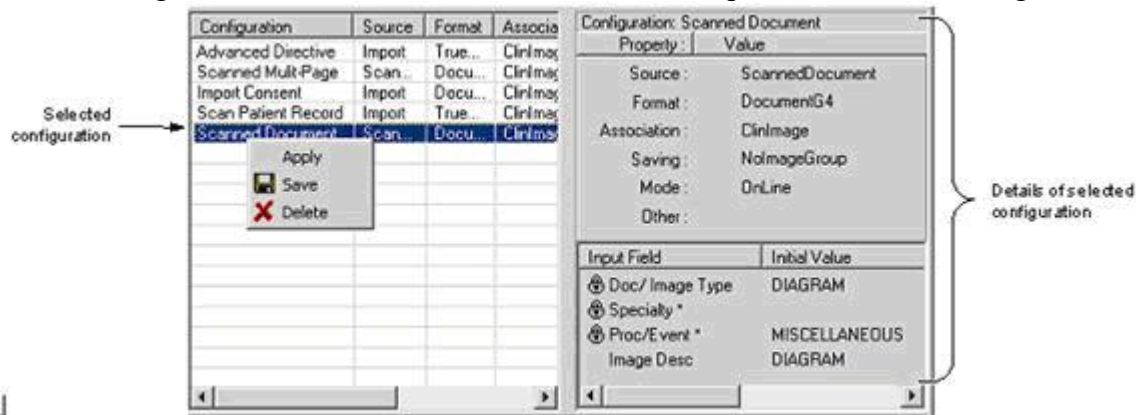 Configuration Source Format Associa
Advanced Directive Import True... ClinImag
Scanned Mulit-Page Scan... Docu... ClinImag
Import Consent Import Docu... ClinImag
Scan Patient Record Import True... ClinImag
Scanned Document Scan... Docu... ClinImag
Selected
configuration
Apply
Save
Delete
Configuration: Scanned Document
Property : Value
Source : ScannedDocument
Format : DocumentG4
Association : ClinImage
Saving : NoImageGroup
Mode : OnLine
Other :
Details of selected
configuration
Input Field Initial Value
Doc/ Image Type DIAGRAM
Specialty *
Proc/Event * MISCELLANEOUS
Image Desc DIAGRAM